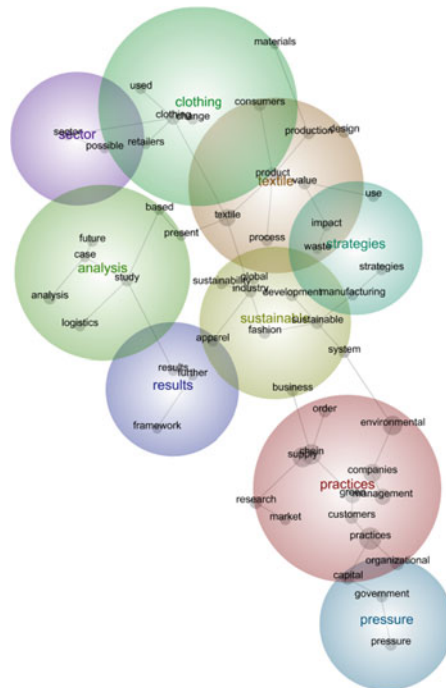 materials
used
clothing
consumers
clothing
change
sector
sector
possible
retailers
production
design
product
textile
value
use
based
textile
impact
present
future
process
waste
strategies
case
analysis
strategies
study
sustainability
global
industry
development
manufacturing
analysis
logistics
sustainable
sustainable
fashion
apparel
system
results
further
results
business
order
framework
environmental
chain
supply
companies
practices
green
management
research
market
customers
practices
organizational
capital
government
pressure
pressure